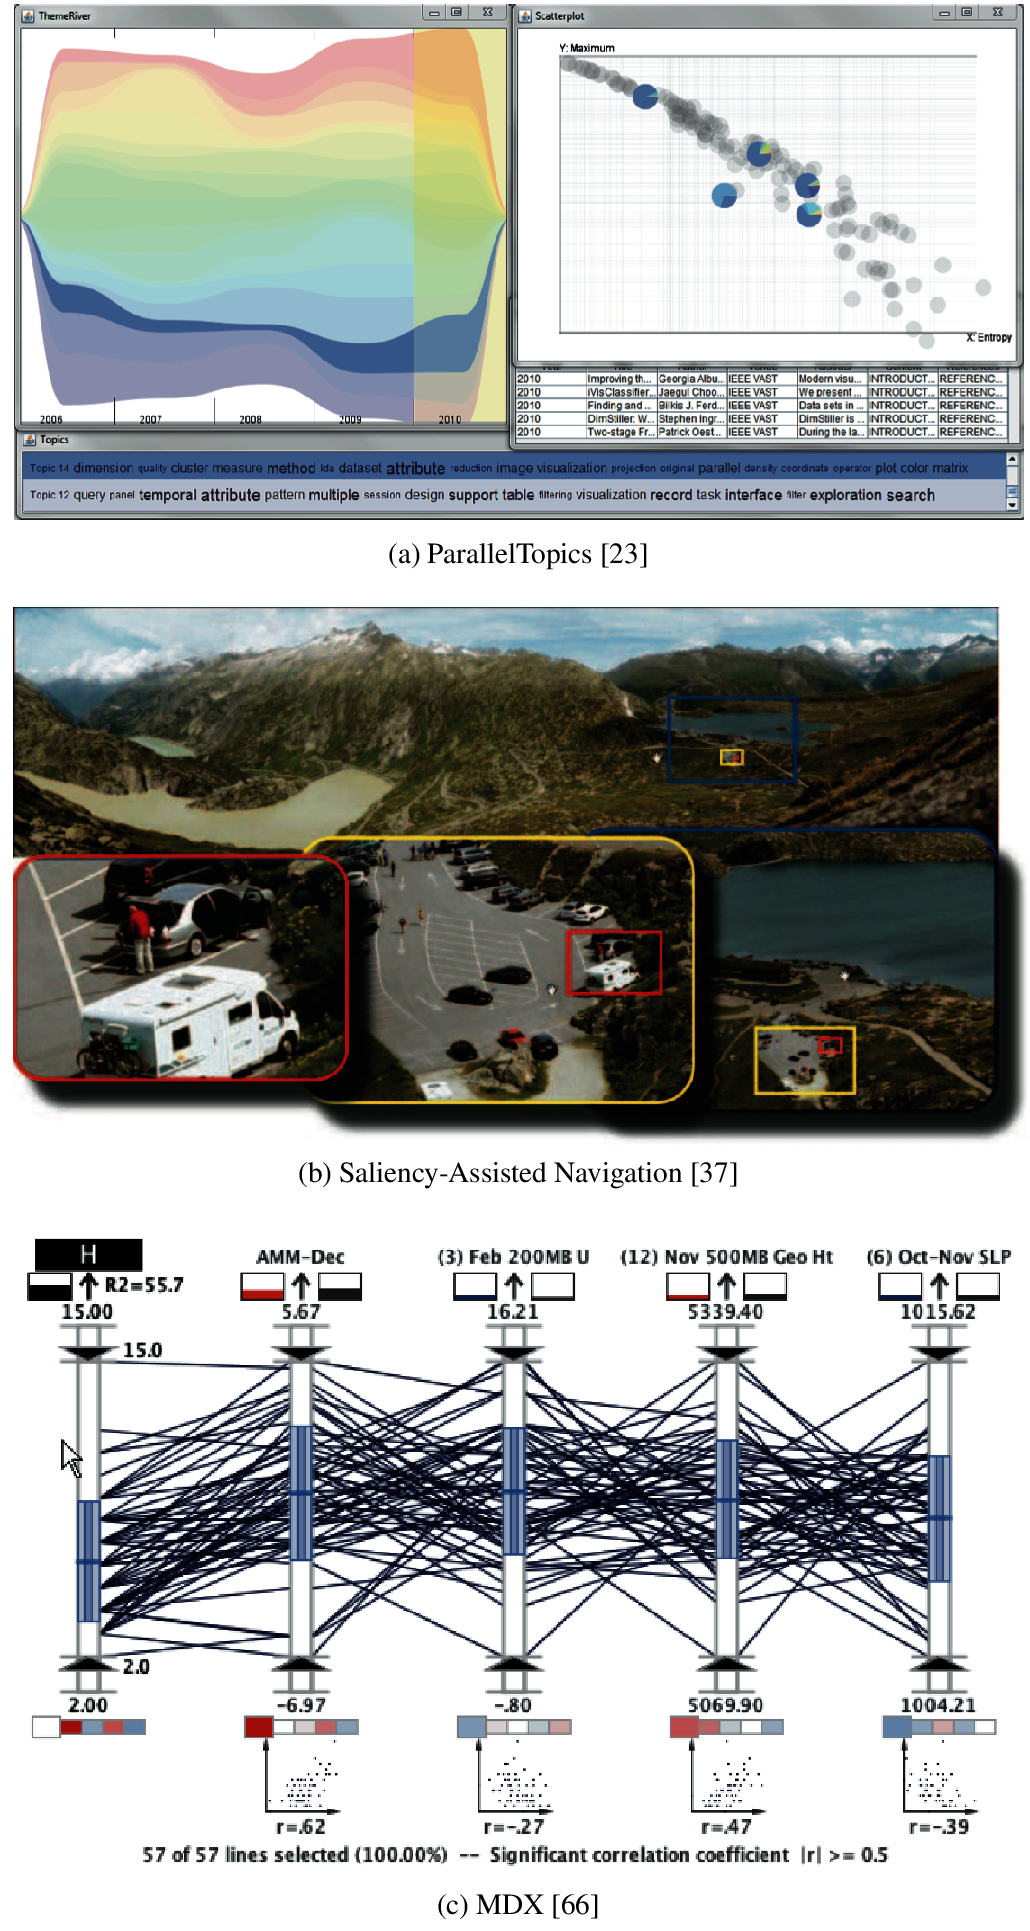 ThemeRiver
2006 2007 2008 2009 2010
Scatterplot
Y: Maximum
X: Entropy
2010 Improving th... Georgia Albu... IEEE VAST Modern visu... INTRODUCT... REFERENC...
2010 iVisClassifier... Jaegul Choo... IEEE VAST We present ... INTRODUCT... REFERENC...
2010 Finding and ... Bilkis J. Ferd... IEEE VAST Data sets in ... INTRODUCT... REFERENC...
2010 DimStiller: W... Stephen Ingr... IEEE VAST DimStiller is ... INTRODUCT... REFERENC...
2010 Two-stage Fr... Patrick Oest... IEEE VAST During the la... INTRODUCT... REFERENC...
Topics
Topic 14 dimension quality cluster measure method lda dataset attribute reduction image visualization projection original parallel density coordinate operator plot color matrix
Topic 12 query panel temporal attribute pattern multiple session design support table filtering visualization record task interface filter exploration search
(a) ParallelTopics [23]
(b) Saliency-Assisted Navigation [37]
H AMM-Dec (3) Feb 200MB U (12) Nov 500MB Geo Ht (6) Oct-Nov SLP
R2=55.7
15.00 5.67 16.21 5339.40 1015.62
15.0
2.0
2.00 -6.97 -.80 5069.90 1004.21
r=.62 r=-.27 r=.47 r=-.39
57 of 57 lines selected (100.00%) -- Significant correlation coefficient |r| >= 0.5
(c) MDX [66]